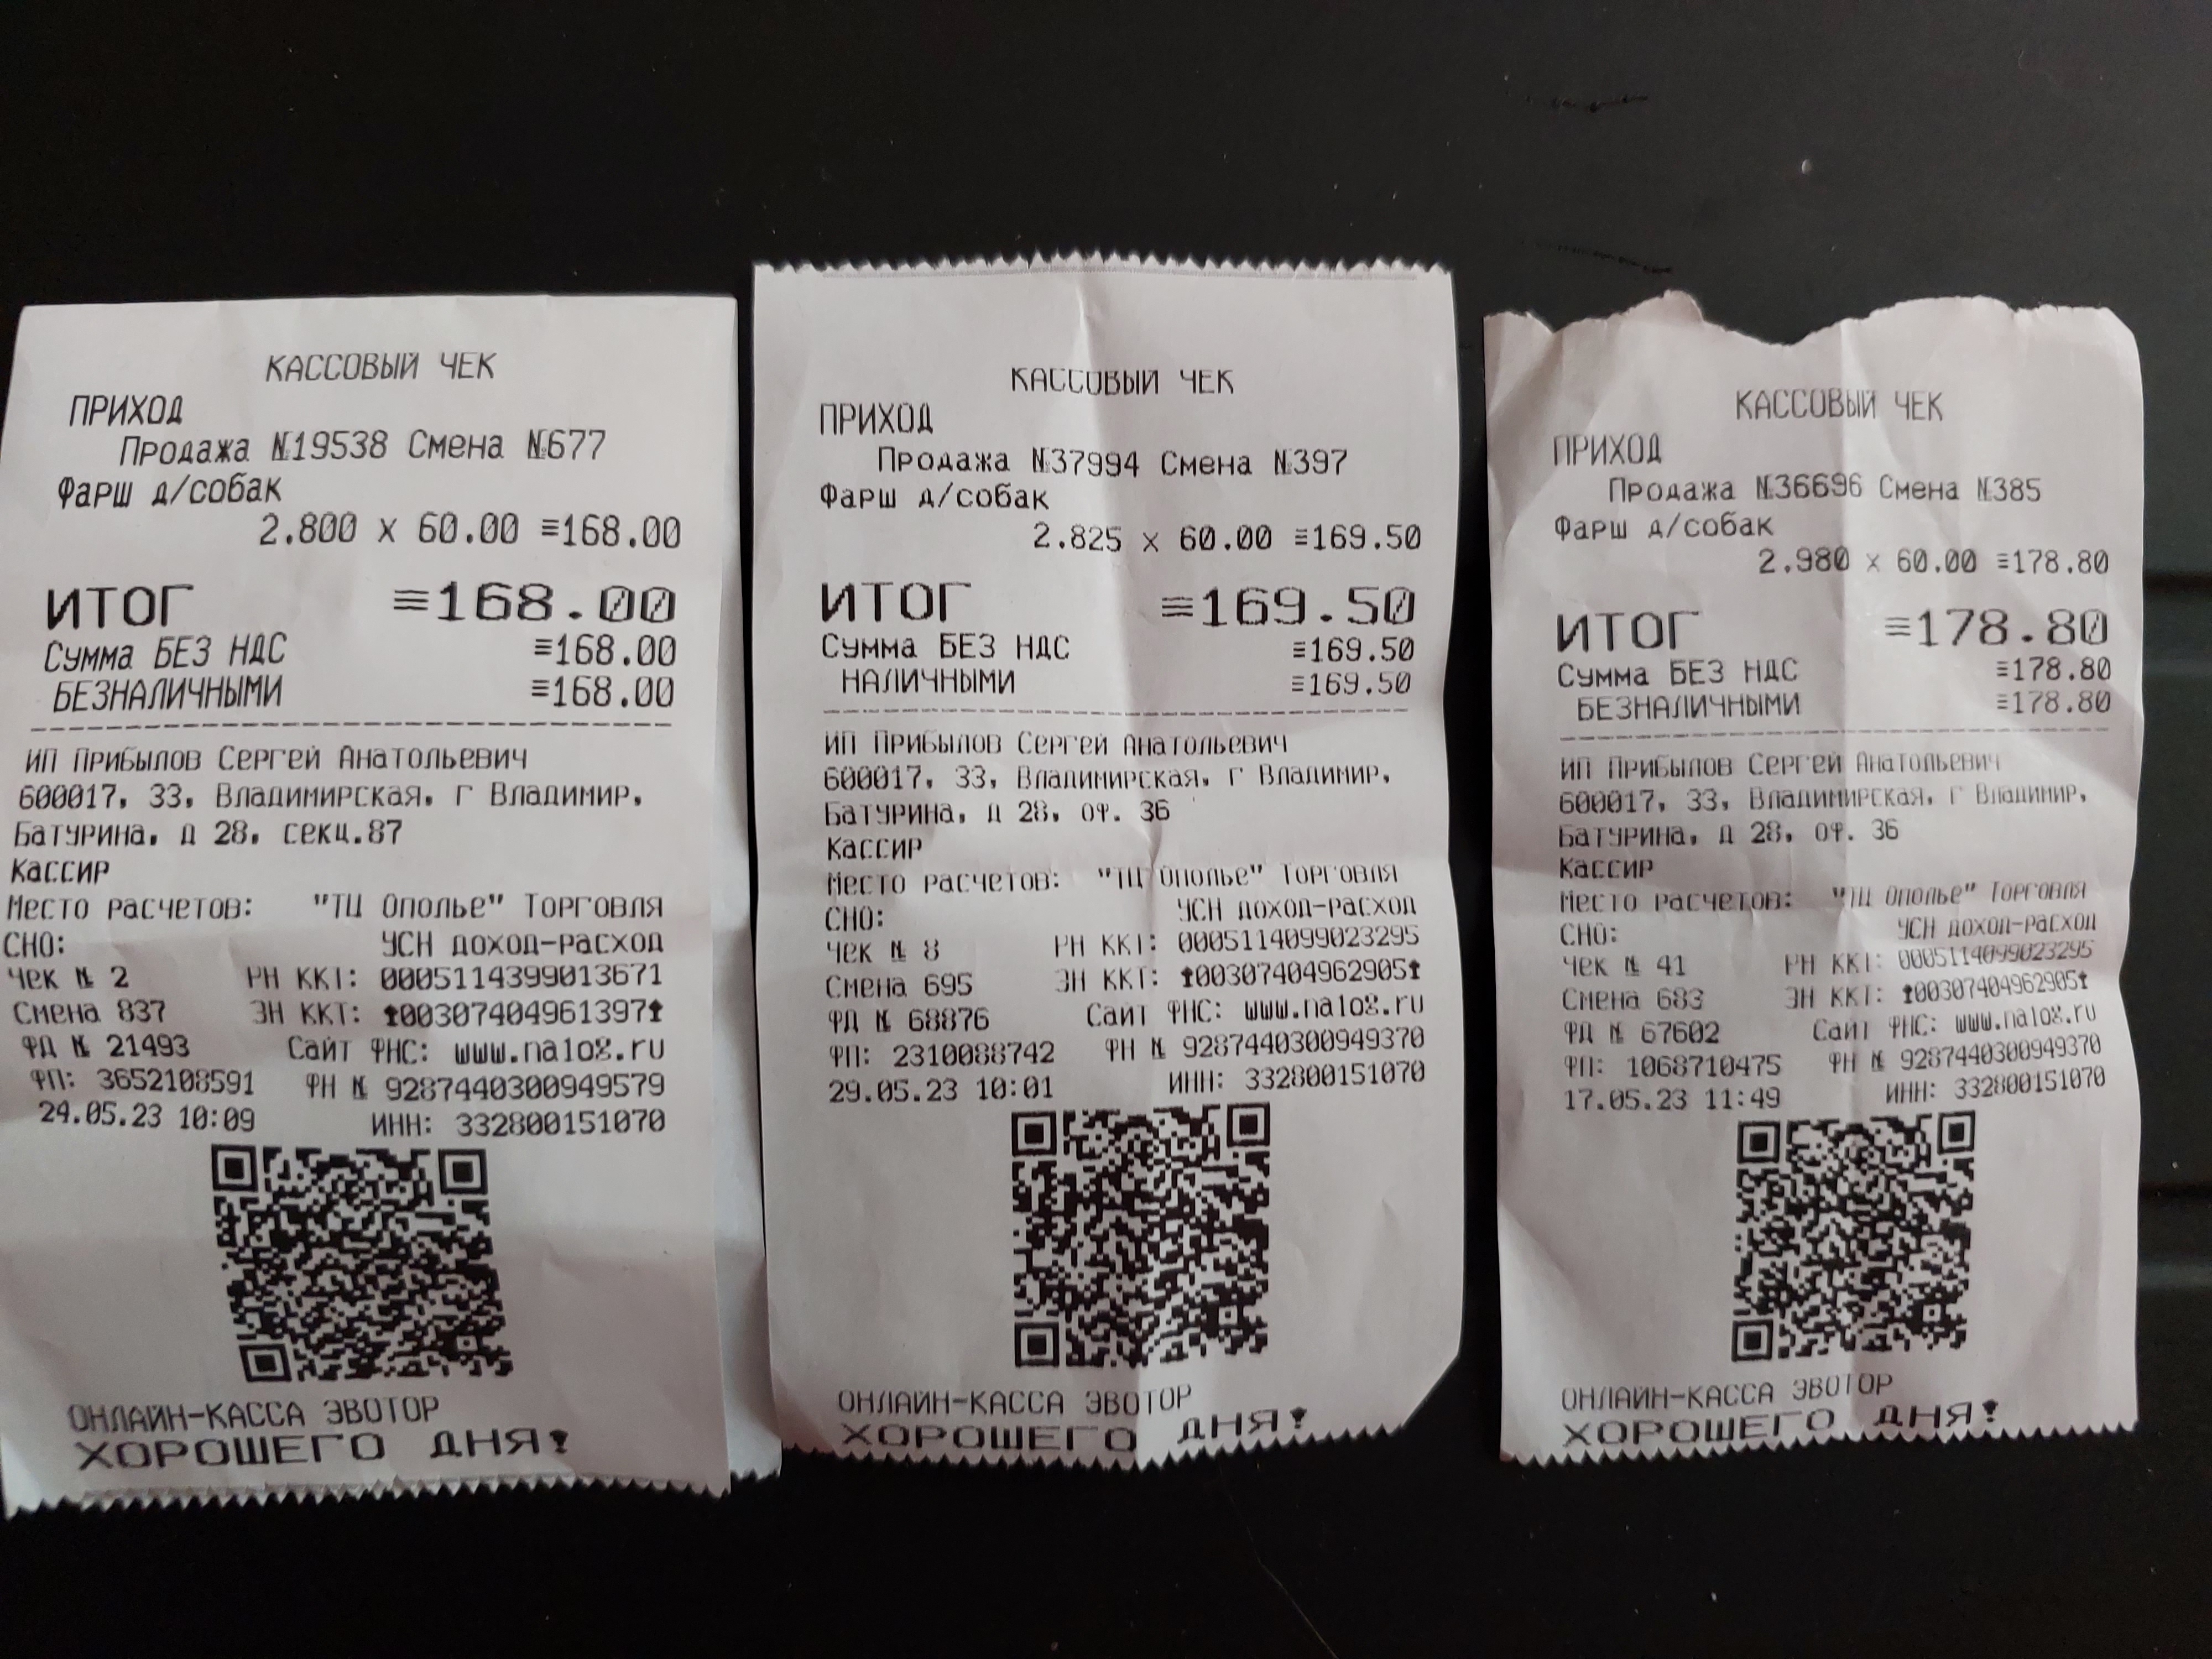 КАССОВЫЙ ЧЕК
ПРИХОД
Продажа №19538 Смена №677
Фарш д/собак
2.800 x 60.00 ≡168.00
ИТОГ ≡168.00
Сумма БЕЗ НДС ≡168.00
БЕЗНАЛИЧНЫМИ ≡168.00
ИП Прибылов Сергей Анатольевич
600017, 33, Владимирская, г Владимир,
Батурина, д 28, секц.87
Кассир
Место расчетов: "ТЦ Ополье" Торговля
СНО: УСН доход-расход
Чек № 2 РН ККТ: 0005114399013671
Смена 837 ЗН ККТ: ↑00307404961397↑
ФД № 21493 Сайт ФНС: www.nalog.ru
ФП: 3652108591 ФН № 9287440300949579
24.05.23 10:09 ИНН: 332800151070
ОНЛАЙН-КАССА ЭВОТОР
ХОРОШЕГО ДНЯ!
КАССОВЫЙ ЧЕК
ПРИХОД
Продажа №37994 Смена №397
Фарш д/собак
2.825 x 60.00 ≡169.50
ИТОГ ≡169.50
Сумма БЕЗ НДС ≡169.50
НАЛИЧНЫМИ ≡169.50
ИП Прибылов Сергей Анатольевич
600017, 33, Владимирская, г Владимир,
Батурина, д 28, оф. 36
Кассир
Место расчетов: "ТЦ Ополье" Торговля
СНО: УСН доход-расход
Чек № 8 РН ККТ: 0005114099023295
Смена 695 ЗН ККТ: ↑00307404962905↑
ФД № 68876 Сайт ФНС: www.nalog.ru
ФП: 2310088742 ФН № 9287440300949370
29.05.23 10:01 ИНН: 332800151070
ОНЛАЙН-КАССА ЭВОТОР
ХОРОШЕГО ДНЯ!
КАССОВЫЙ ЧЕК
ПРИХОД
Продажа №36696 Смена №385
Фарш д/собак
2.980 x 60.00 ≡178.80
ИТОГ ≡178.80
Сумма БЕЗ НДС ≡178.80
БЕЗНАЛИЧНЫМИ ≡178.80
ИП Прибылов Сергей Анатольевич
600017, 33, Владимирская, г Владимир,
Батурина, д 28, оф. 36
Кассир
Место расчетов: "ТЦ Ополье" Торговля
СНО: УСН доход-расход
Чек № 41 РН ККТ: 0005114099023295
Смена 683 ЗН ККТ: ↑00307404962905↑
ФД № 67602 Сайт ФНС: www.nalog.ru
ФП: 1068710475 ФН № 9287440300949370
17.05.23 11:49 ИНН: 332800151070
ОНЛАЙН-КАССА ЭВОТОР
ХОРОШЕГО ДНЯ!